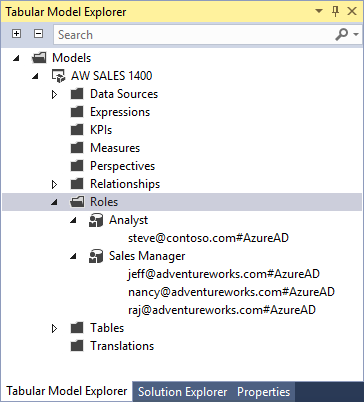 Tabular Model Explorer
Search
Models
AW SALES 1400
Data Sources
Expressions
KPIs
Measures
Perspectives
Relationships
Roles
Analyst
steve@contoso.com#AzureAD
Sales Manager
jeff@adventureworks.com#AzureAD
nancy@adventureworks.com#AzureAD
raj@adventureworks.com#AzureAD
Tables
Translations
Tabular Model Explorer Solution Explorer Properties